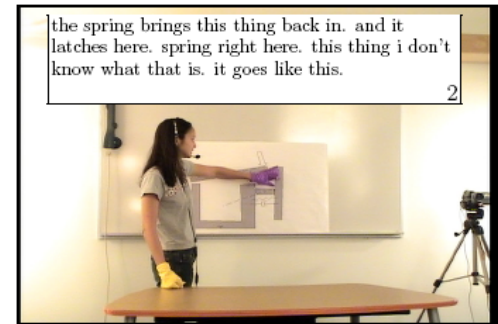 the spring brings this thing back in. and it
latches here. spring right here. this thing i don't
know what that is. it goes like this.
2